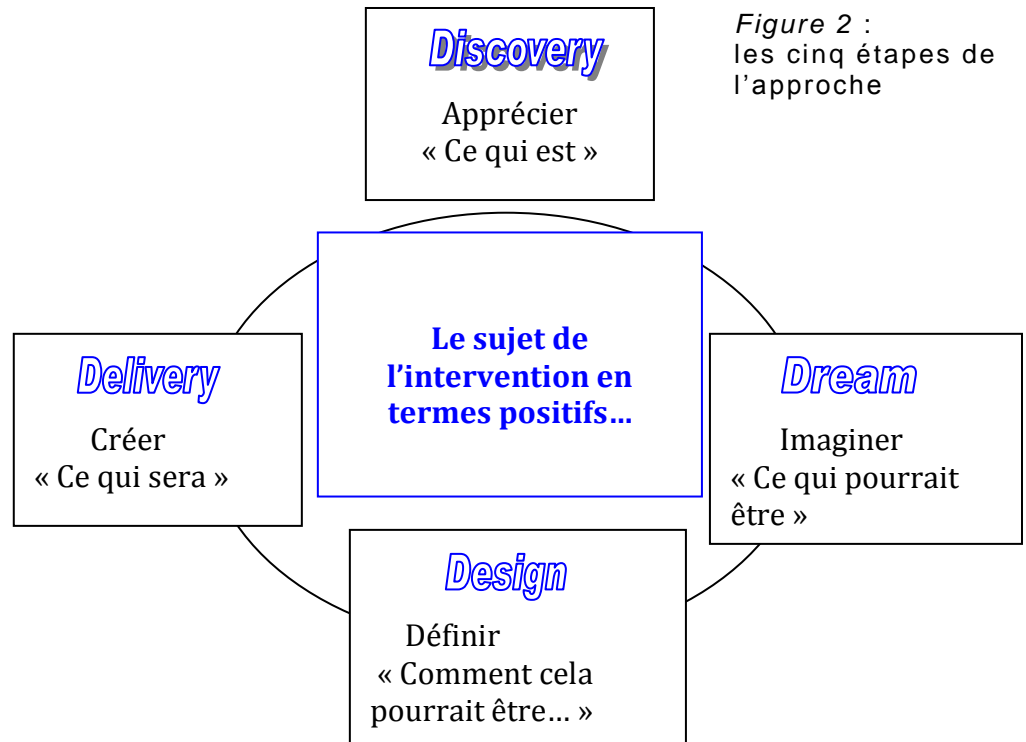 Figure 2 :
les cinq étapes de
l’approche
Discovery
Apprécier
« Ce qui est »
Le sujet de
l’intervention en
termes positifs…
Delivery
Créer
« Ce qui sera »
Dream
Imaginer
« Ce qui pourrait
être »
Design
Définir
« Comment cela
pourrait être… »